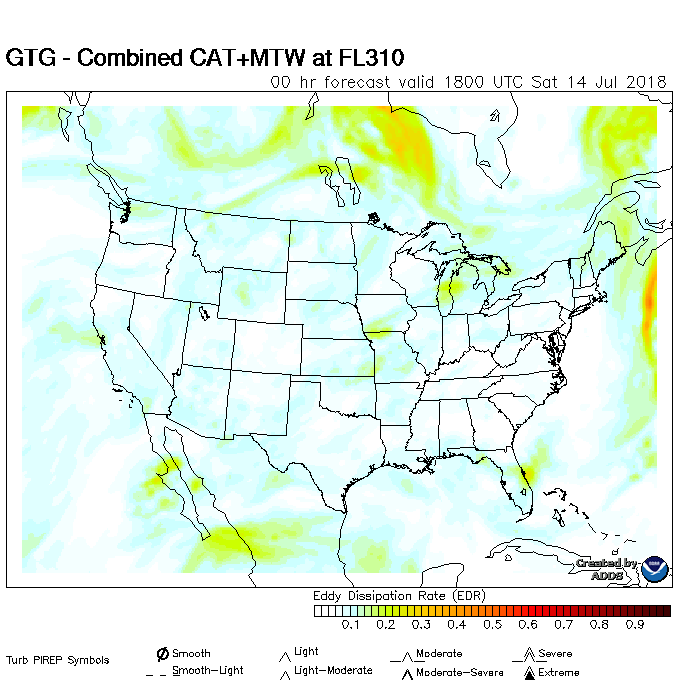 GTG - Combined CAT+MTW at FL310
00 hr forecast valid 1800 UTC Sat 14 Jul 2018
Created by
ADDS
Eddy Dissipation Rate (EDR)
0.1 0.2 0.3 0.4 0.5 0.6 0.7 0.8 0.9
Turb PIREP Symbols
Smooth Light Moderate Severe
Smooth-Light Light-Moderate Moderate-Severe Extreme